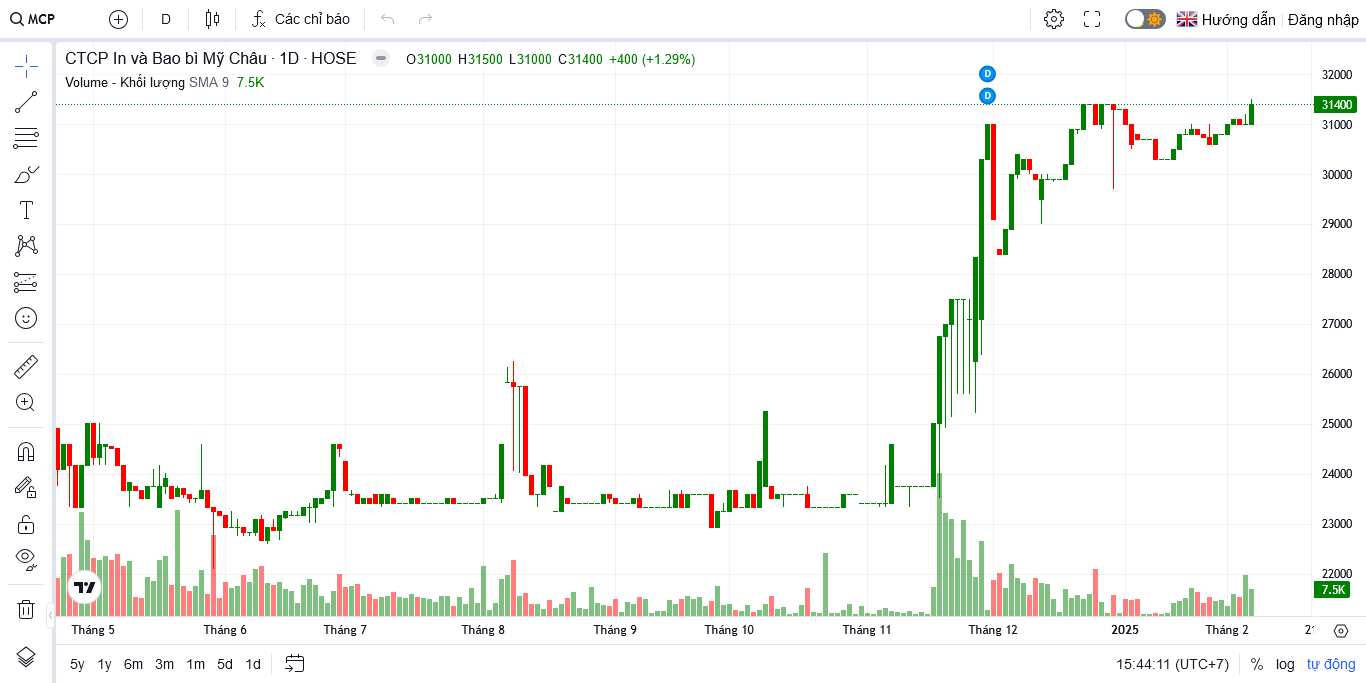 MCP D Các chỉ báo Hướng dẫn Đăng nhập
CTCP In và Bao bì Mỹ Châu · 1D · HOSE O31000 H31500 L31000 C31400 +400 (+1.29%)
Volume - Khối lượng SMA 9 7.5K
D
D
32000
31400
31000
30000
29000
28000
27000
26000
25000
24000
23000
22000
7.5K
Tháng 5 Tháng 6 Tháng 7 Tháng 8 Tháng 9 Tháng 10 Tháng 11 Tháng 12 2025 Tháng 2
5y 1y 6m 3m 1m 5d 1d 15:44:11 (UTC+7) % log tự động